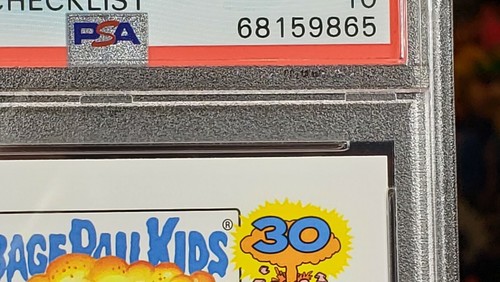 CHECKLIST 10
PSA 68159865
BAGE PAIL KIDS® 30